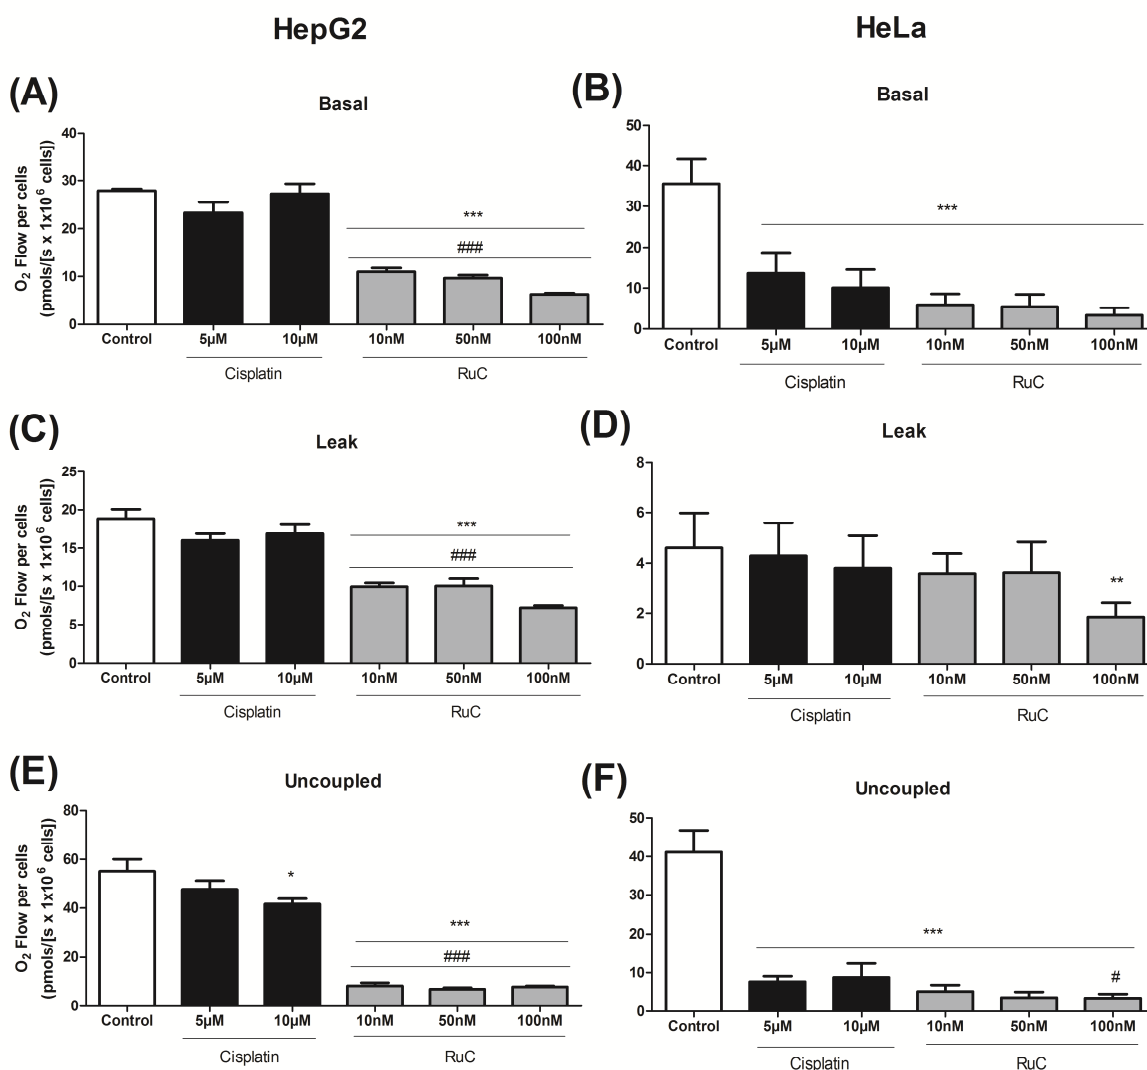 HepG2
HeLa
(A)
Basal
O2 Flow per cells
(pmols/[s x 1x10^6 cells])
40
30
20
10
0
***
###
Control 5µM 10µM 10nM 50nM 100nM
Cisplatin RuC
(B)
Basal
50
40
30
20
10
0
***
Control 5µM 10µM 10nM 50nM 100nM
Cisplatin RuC
(C)
Leak
O2 Flow per cells
(pmols/[s x 1x10^6 cells])
25
20
15
10
5
0
***
###
Control 5µM 10µM 10nM 50nM 100nM
Cisplatin RuC
(D)
Leak
8
6
4
2
0
**
Control 5µM 10µM 10nM 50nM 100nM
Cisplatin RuC
(E)
Uncoupled
O2 Flow per cells
(pmols/[s x 1x10^6 cells])
80
60
40
20
0
*
***
###
Control 5µM 10µM 10nM 50nM 100nM
Cisplatin RuC
(F)
Uncoupled
50
40
30
20
10
0
***
#
Control 5µM 10µM 10nM 50nM 100nM
Cisplatin RuC